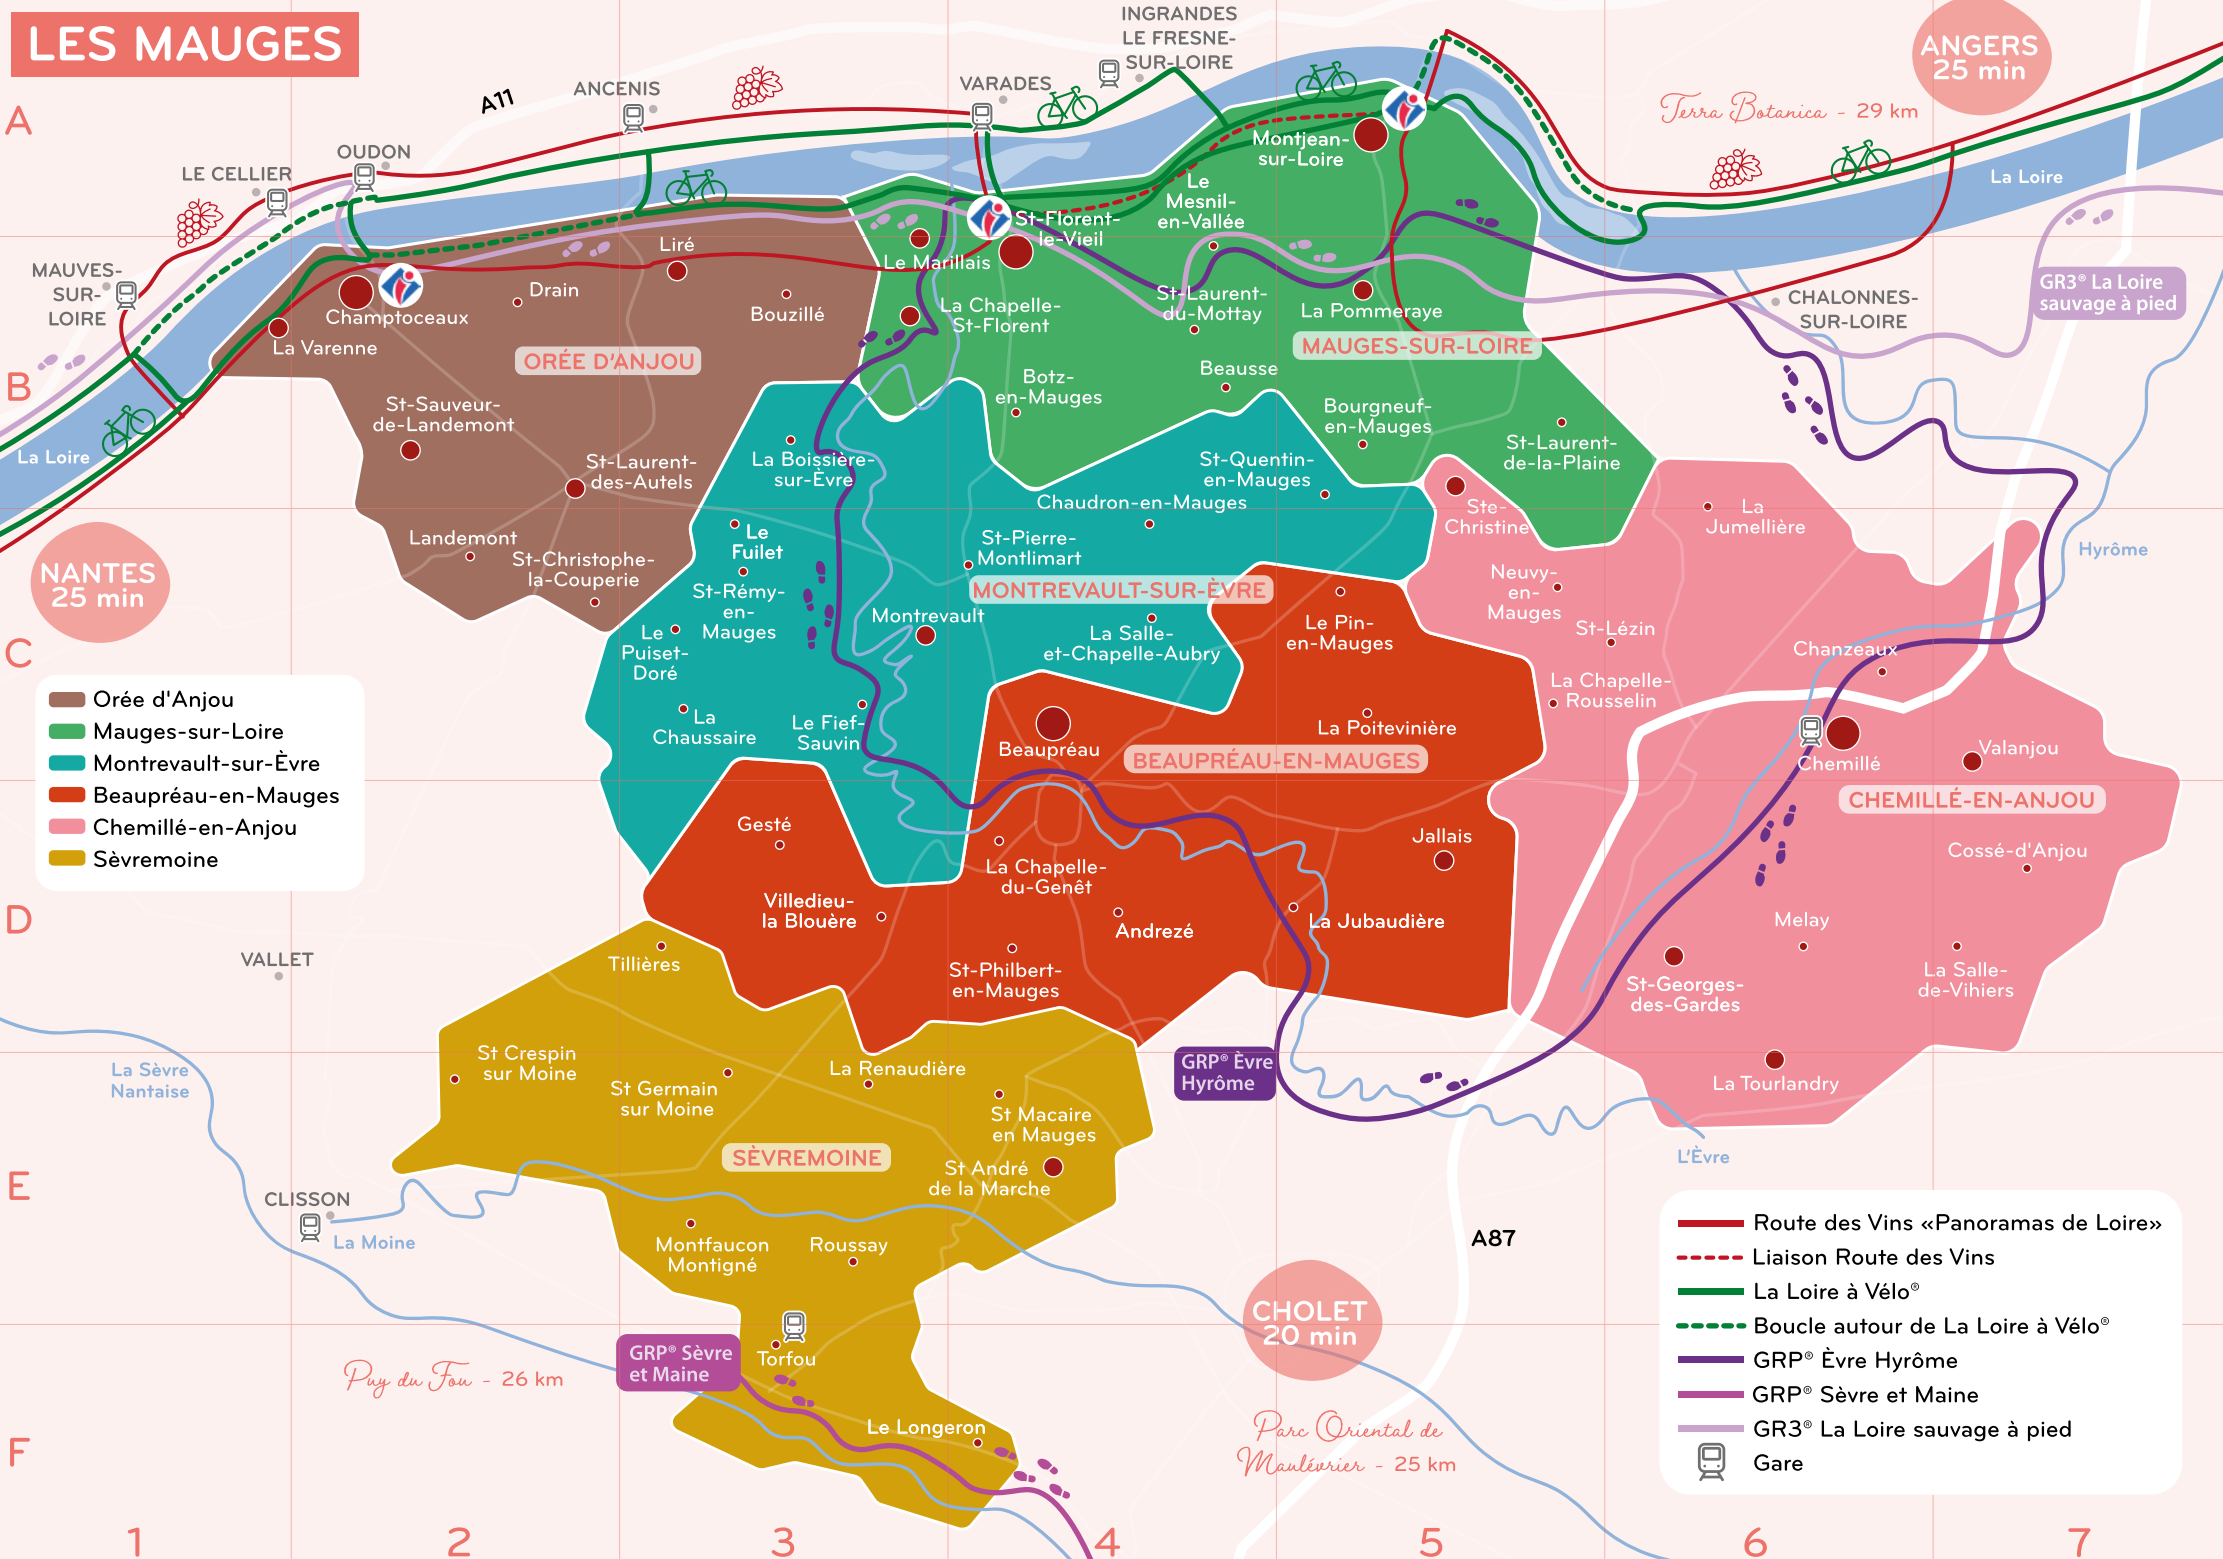 LES MAUGES
INGRANDES
LE FRESNE-
SUR-LOIRE
VARADES
ANCENIS
A11
OUDON
LE CELLIER
MAUVES-
SUR-
LOIRE
ANGERS
25 min
Terra Botanica - 29 km
La Loire
GR3® La Loire
sauvage à pied
CHALONNES-
SUR-LOIRE
A
B
C
D
E
F
Montjean-
sur-Loire
Le
Mesnil-
en-Vallée
St-Florent-
le-Vieil
Le Marillais
La Chapelle-
St-Florent
St-Laurent-
du-Mottay
La Pommeraye
MAUGES-SUR-LOIRE
Beausse
Botz-
en-Mauges
Bourgneuf-
en-Mauges
St-Laurent-
de-la-Plaine
Liré
Drain
Bouzillé
Champtoceaux
La Varenne
ORÉE D'ANJOU
St-Sauveur-
de-Landemont
St-Laurent-
des-Autels
Landemont
St-Christophe-
la-Couperie
La Loire
NANTES
25 min
La Boissière-
sur-Èvre
St-Quentin-
en-Mauges
Chaudron-en-Mauges
Le
Fuilet
St-Pierre-
Montlimart
MONTREVAULT-SUR-ÈVRE
St-Rémy-
en-
Mauges
Montrevault
Le
Puiset-
Doré
La Salle-
et-Chapelle-Aubry
La
Chaussaire
Le Fief-
Sauvin
Ste-
Christine
La
Jumellière
Neuvy-
en-
Mauges
St-Lézin
Chanzeaux
La Chapelle-
Rousselin
Hyrôme
Chemillé
Valanjou
CHEMILLÉ-EN-ANJOU
Cossé-d'Anjou
Melay
La Salle-
de-Vihiers
St-Georges-
des-Gardes
La Tourlandry
Le Pin-
en-Mauges
La Poitevinière
Beaupréau
BEAUPRÉAU-EN-MAUGES
Jallais
Gesté
La Chapelle-
du-Genêt
Villedieu-
la Blouère
Andrezé
La Jubaudière
St-Philbert-
en-Mauges
Orée d'Anjou
Mauges-sur-Loire
Montrevault-sur-Èvre
Beaupréau-en-Mauges
Chemillé-en-Anjou
Sèvremoine
VALLET
Tillières
St Crespin
sur Moine
St Germain
sur Moine
La Renaudière
St Macaire
en Mauges
SÈVREMOINE
St André
de la Marche
Montfaucon
Montigné
Roussay
Torfou
Le Longeron
La Sèvre
Nantaise
CLISSON
La Moine
GRP® Èvre
Hyrôme
L'Èvre
A87
CHOLET
20 min
GRP® Sèvre
et Maine
Puy du Fou - 26 km
Parc Oriental de
Maulévrier - 25 km
Route des Vins «Panoramas de Loire»
Liaison Route des Vins
La Loire à Vélo®
Boucle autour de La Loire à Vélo®
GRP® Èvre Hyrôme
GRP® Sèvre et Maine
GR3® La Loire sauvage à pied
Gare
1
2
3
4
5
6
7